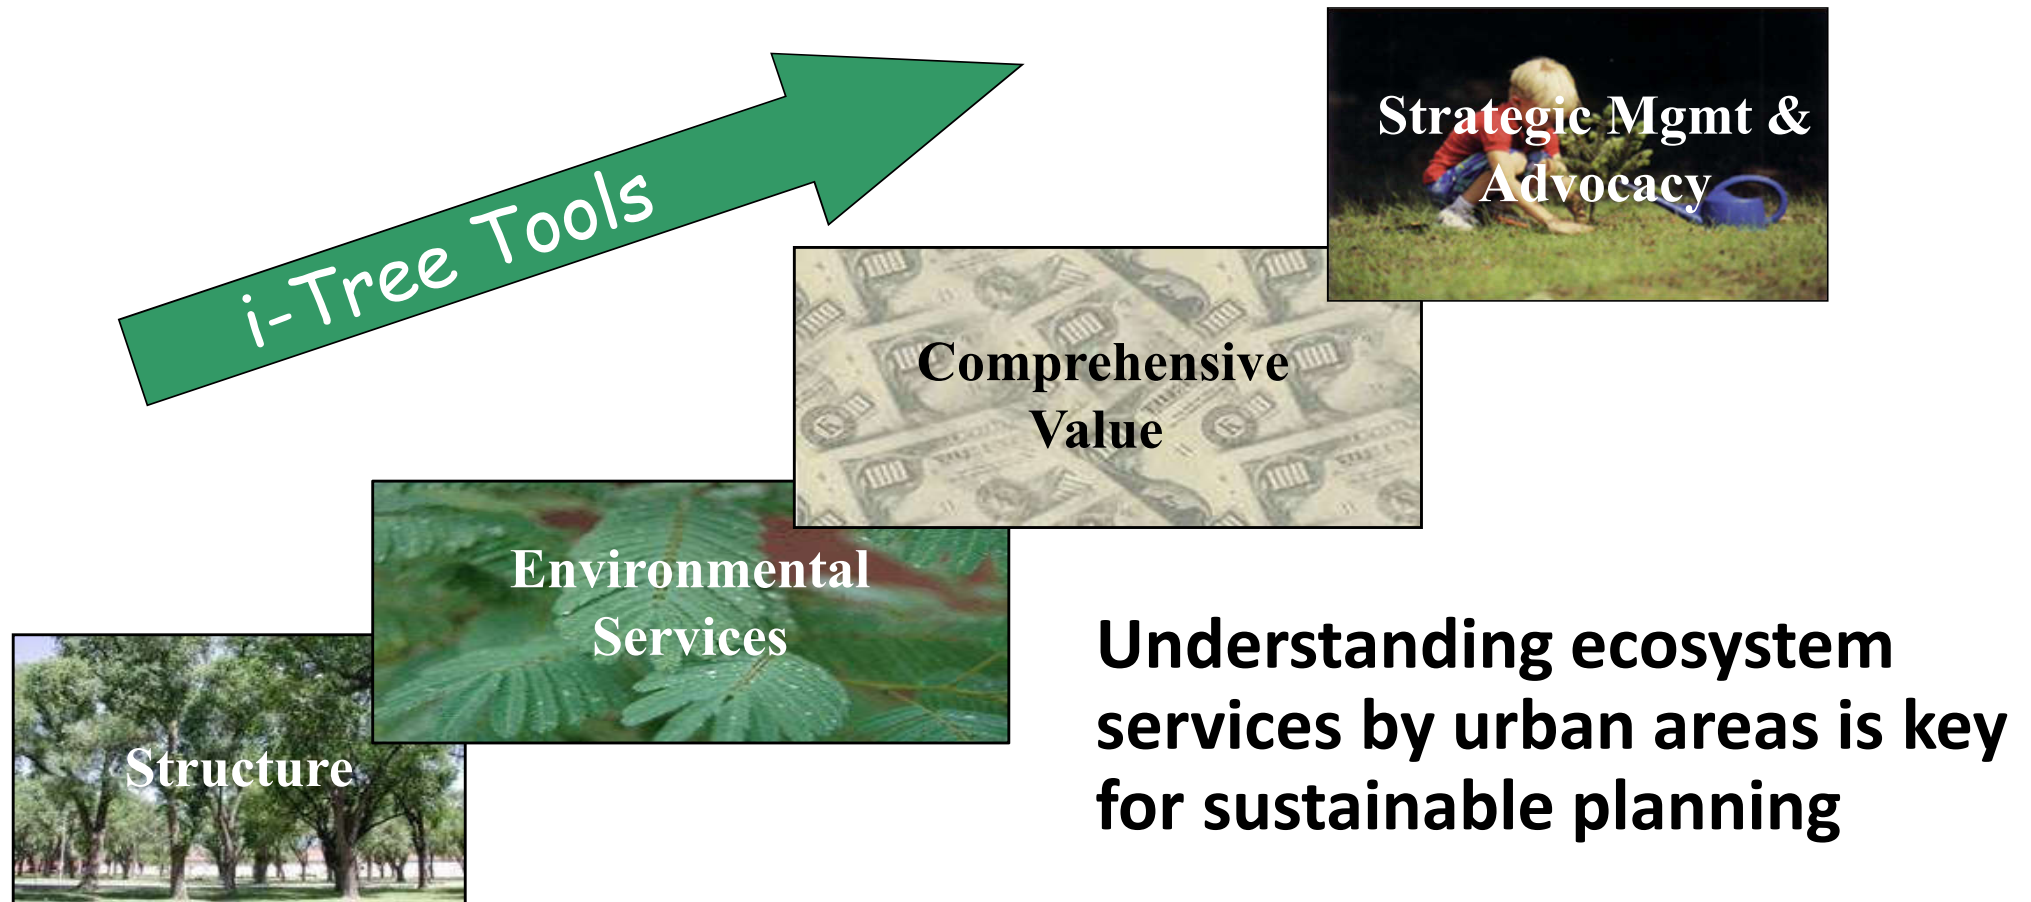 i-Tree Tools
Strategic Mgmt &
Advocacy
Comprehensive
Value
Environmental
Services
Structure
Understanding ecosystem
services by urban areas is key
for sustainable planning